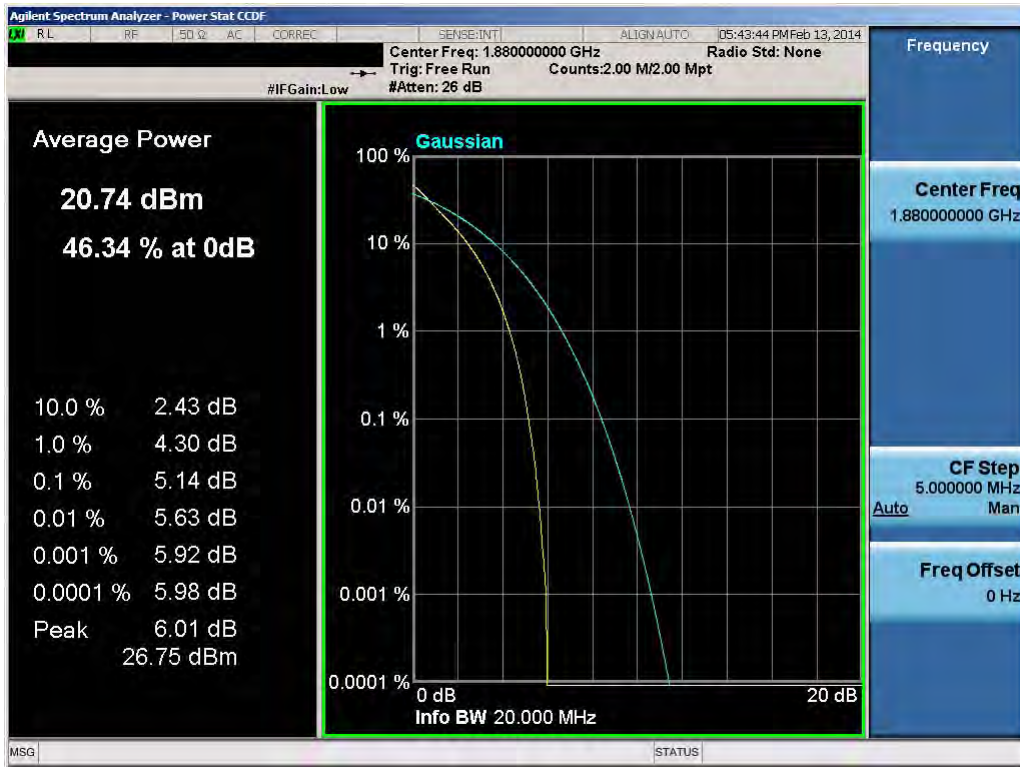 Agilent Spectrum Analyzer - Power Stat CCDF
LXI RL RF 50 Ω AC CORREC SENSE:INT ALIGN AUTO 05:43:44 PM Feb 13, 2014
Center Freq: 1.880000000 GHz Radio Std: None
Trig: Free Run Counts:2.00 M/2.00 Mpt
#IFGain:Low #Atten: 26 dB
Average Power
20.74 dBm
46.34 % at 0dB
10.0 % 2.43 dB
1.0 % 4.30 dB
0.1 % 5.14 dB
0.01 % 5.63 dB
0.001 % 5.92 dB
0.0001 % 5.98 dB
Peak 6.01 dB
26.75 dBm
Gaussian
100 %
10 %
1 %
0.1 %
0.01 %
0.001 %
0.0001 %
0 dB 20 dB
Info BW 20.000 MHz
Frequency
Center Freq
1.880000000 GHz
CF Step
5.000000 MHz
Auto Man
Freq Offset
0 Hz
MSG STATUS